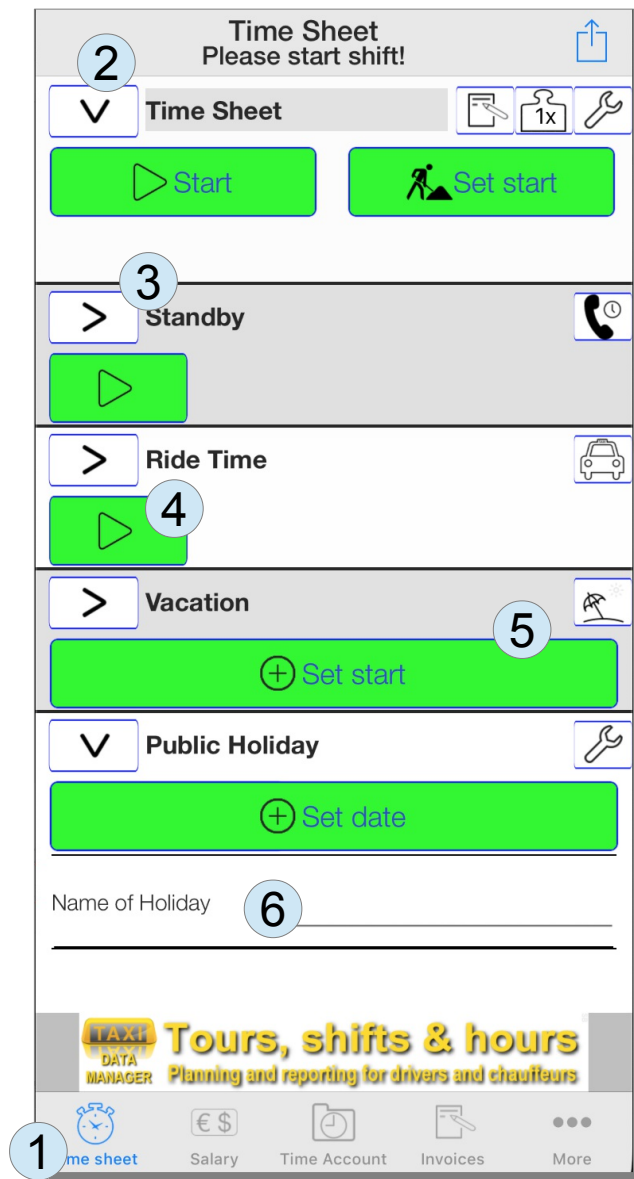 Time Sheet
Please start shift!
2
Time Sheet
1x
Start
Set start
3
Standby
Ride Time
4
Vacation
5
Set start
Public Holiday
Set date
Name of Holiday
6
TAXI
DATA
MANAGER
Tours, shifts & hours
Planning and reporting for drivers and chauffeurs
€ $
1
me sheet
Salary
Time Account
Invoices
More